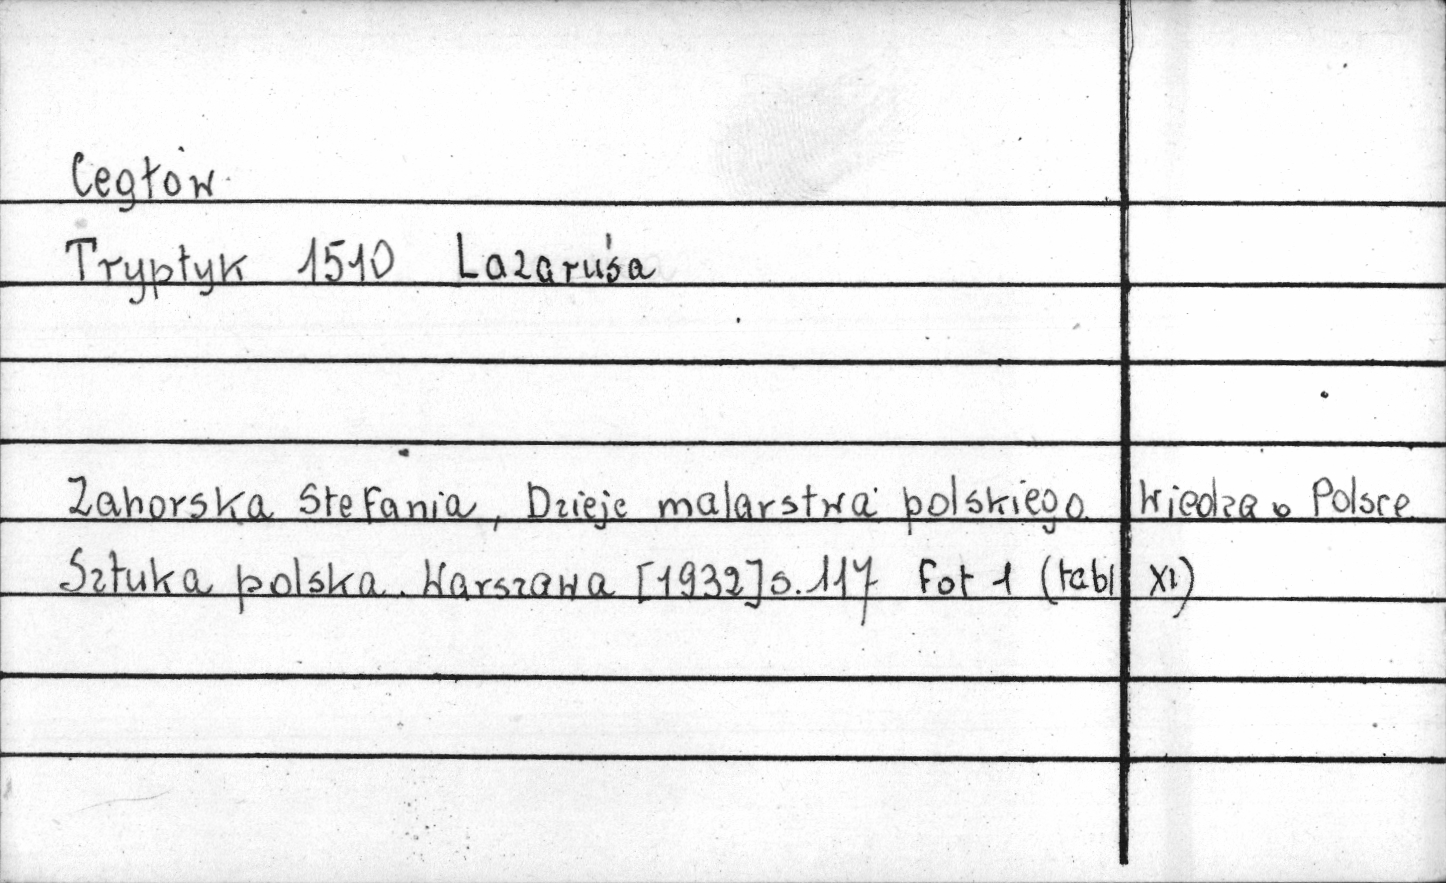 Cegłów
Tryptyk 1510 Lazarusa
Zahorska Stefania, Dzieje malarstwa polskiego Wiedza o Polsce
Sztuka polska. Warszawa [1932] s. 117 Fot 1 (tabl XI)